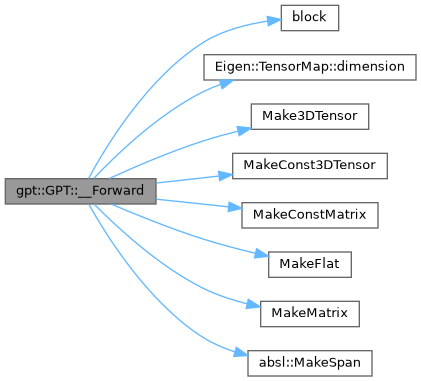 block
Eigen::TensorMap::dimension
Make3DTensor
MakeConst3DTensor
gpt::GPT::__Forward
MakeConstMatrix
MakeFlat
MakeMatrix
absl::MakeSpan